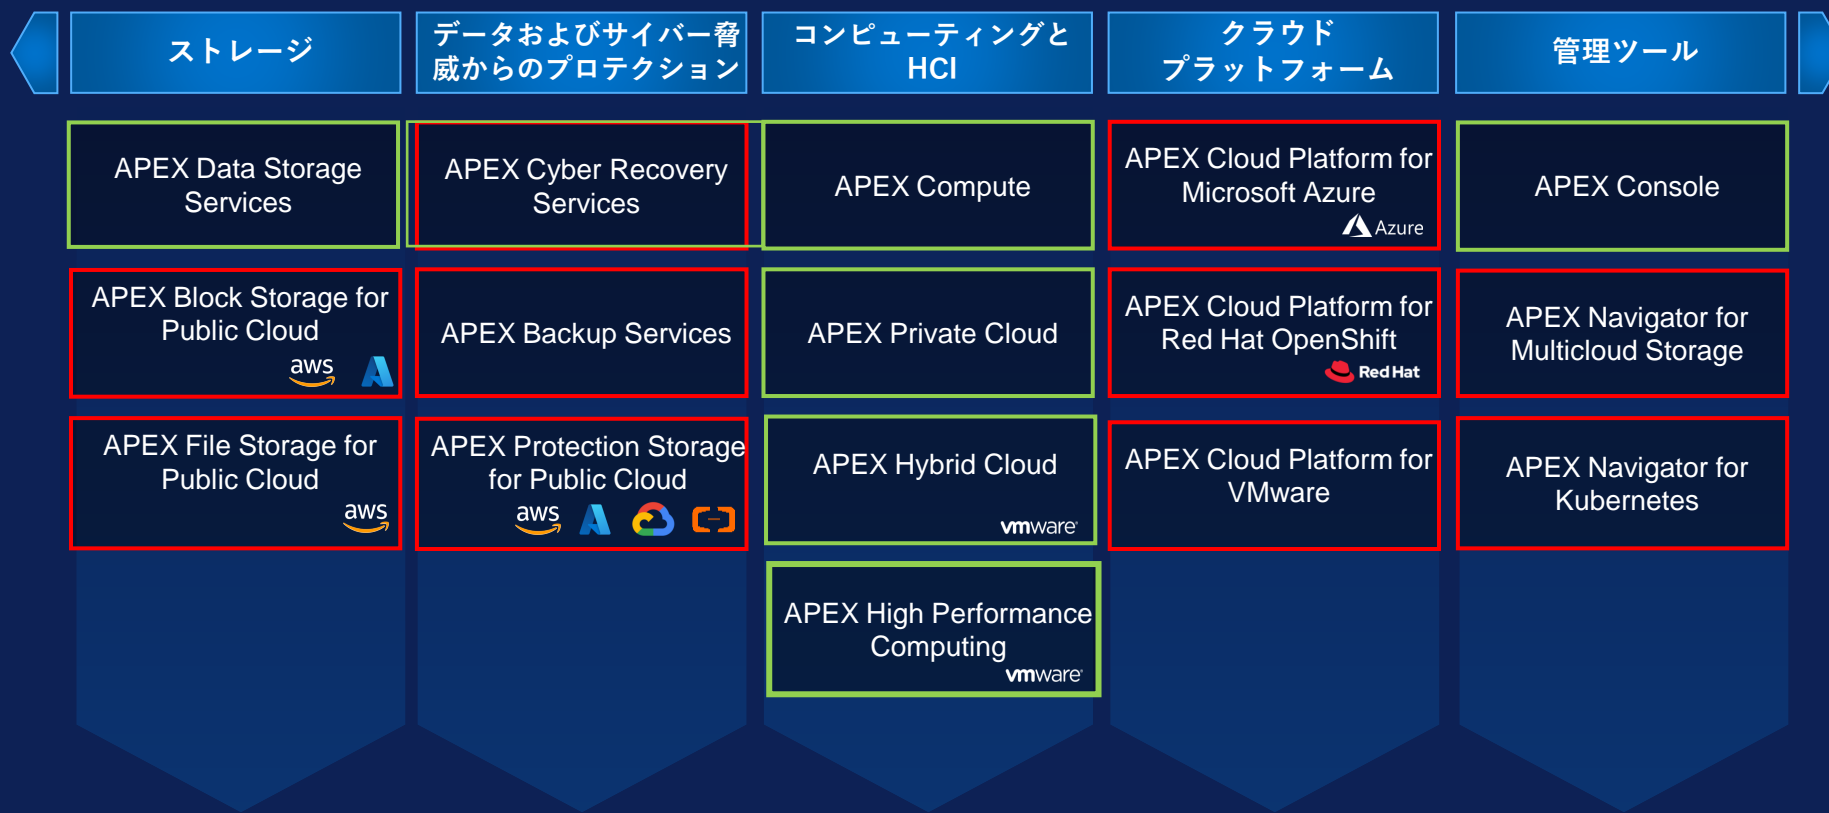 ストレージ
データおよびサイバー脅
威からのプロテクション
コンピューティングと
HCI
クラウド
プラットフォーム
管理ツール
APEX Data Storage
Services
APEX Cyber Recovery
Services
APEX Compute
APEX Cloud Platform for
Microsoft Azure
Azure
APEX Console
APEX Block Storage for
Public Cloud
aws
APEX Backup Services
APEX Private Cloud
APEX Cloud Platform for
Red Hat OpenShift
Red Hat
APEX Navigator for
Multicloud Storage
APEX File Storage for
Public Cloud
aws
APEX Protection Storage
for Public Cloud
aws
APEX Hybrid Cloud
vmware
APEX Cloud Platform for
VMware
APEX Navigator for
Kubernetes
APEX High Performance
Computing
vmware